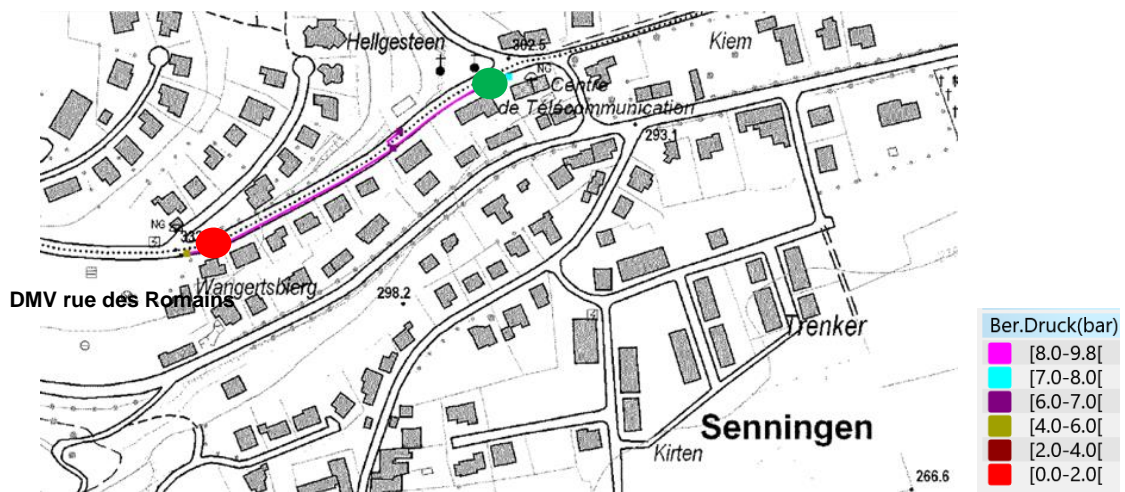 Hellgesteen
302.5
Kiem
NG
Centre
de Télécommunication
293.1
NG
Wangertsbierg
DMV rue des Romains
298.2
Trenker
Senningen
Kirten
266.6
Ber.Druck(bar)
[8.0-9.8[
[7.0-8.0[
[6.0-7.0[
[4.0-6.0[
[2.0-4.0[
[0.0-2.0[